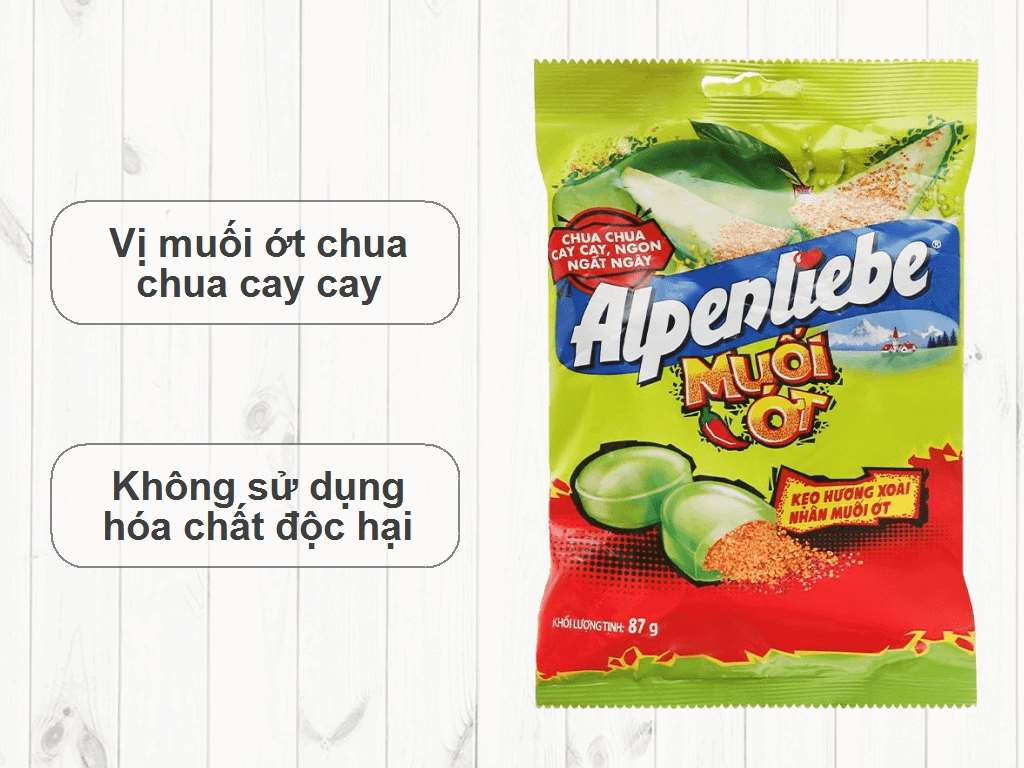 Vị muối ớt chua
chua cay cay
Không sử dụng
hóa chất độc hại
CHUA CHUA
CAY CAY, NGON
NGẤT NGÂY
Alpenliebe®
MUỐI
ỚT
KẸO HƯƠNG XOÀI
NHÂN MUỐI ỚT
KHỐI LƯỢNG TỊNH: 87 g